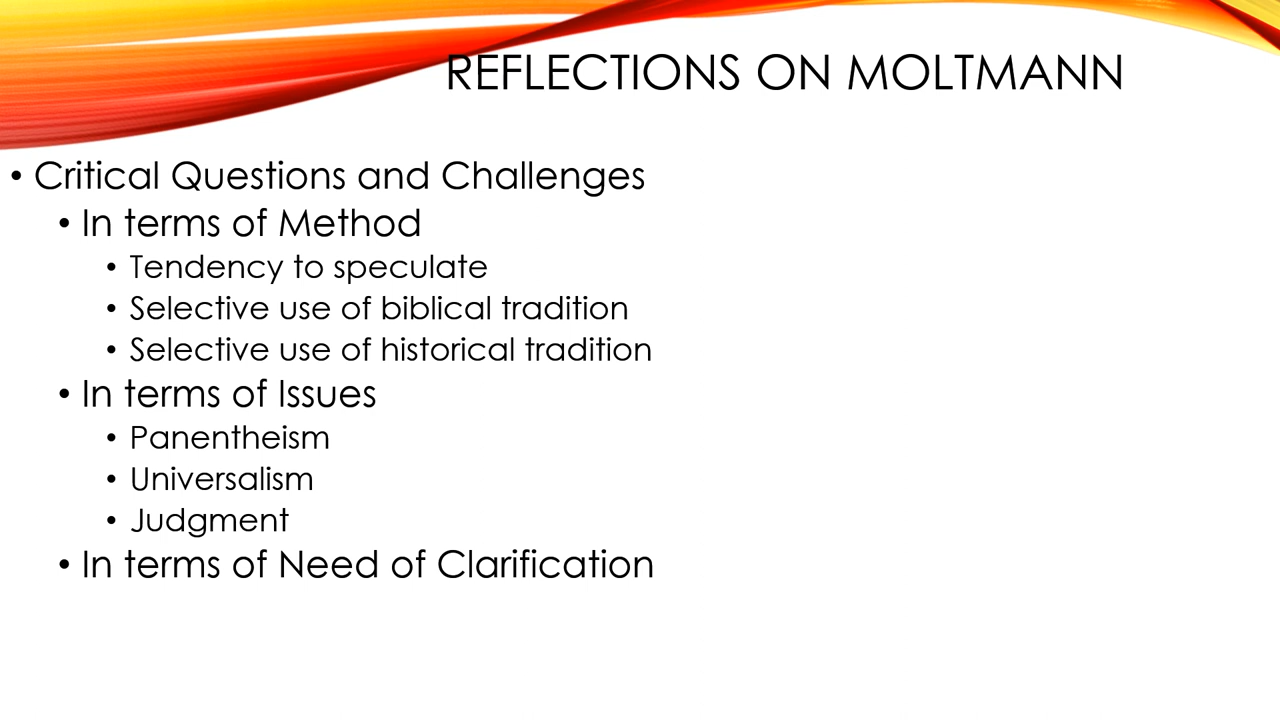 REFLECTIONS ON MOLTMANN
• Critical Questions and Challenges
• In terms of Method
• Tendency to speculate
• Selective use of biblical tradition
• Selective use of historical tradition
• In terms of Issues
• Panentheism
• Universalism
• Judgment
• In terms of Need of Clarification